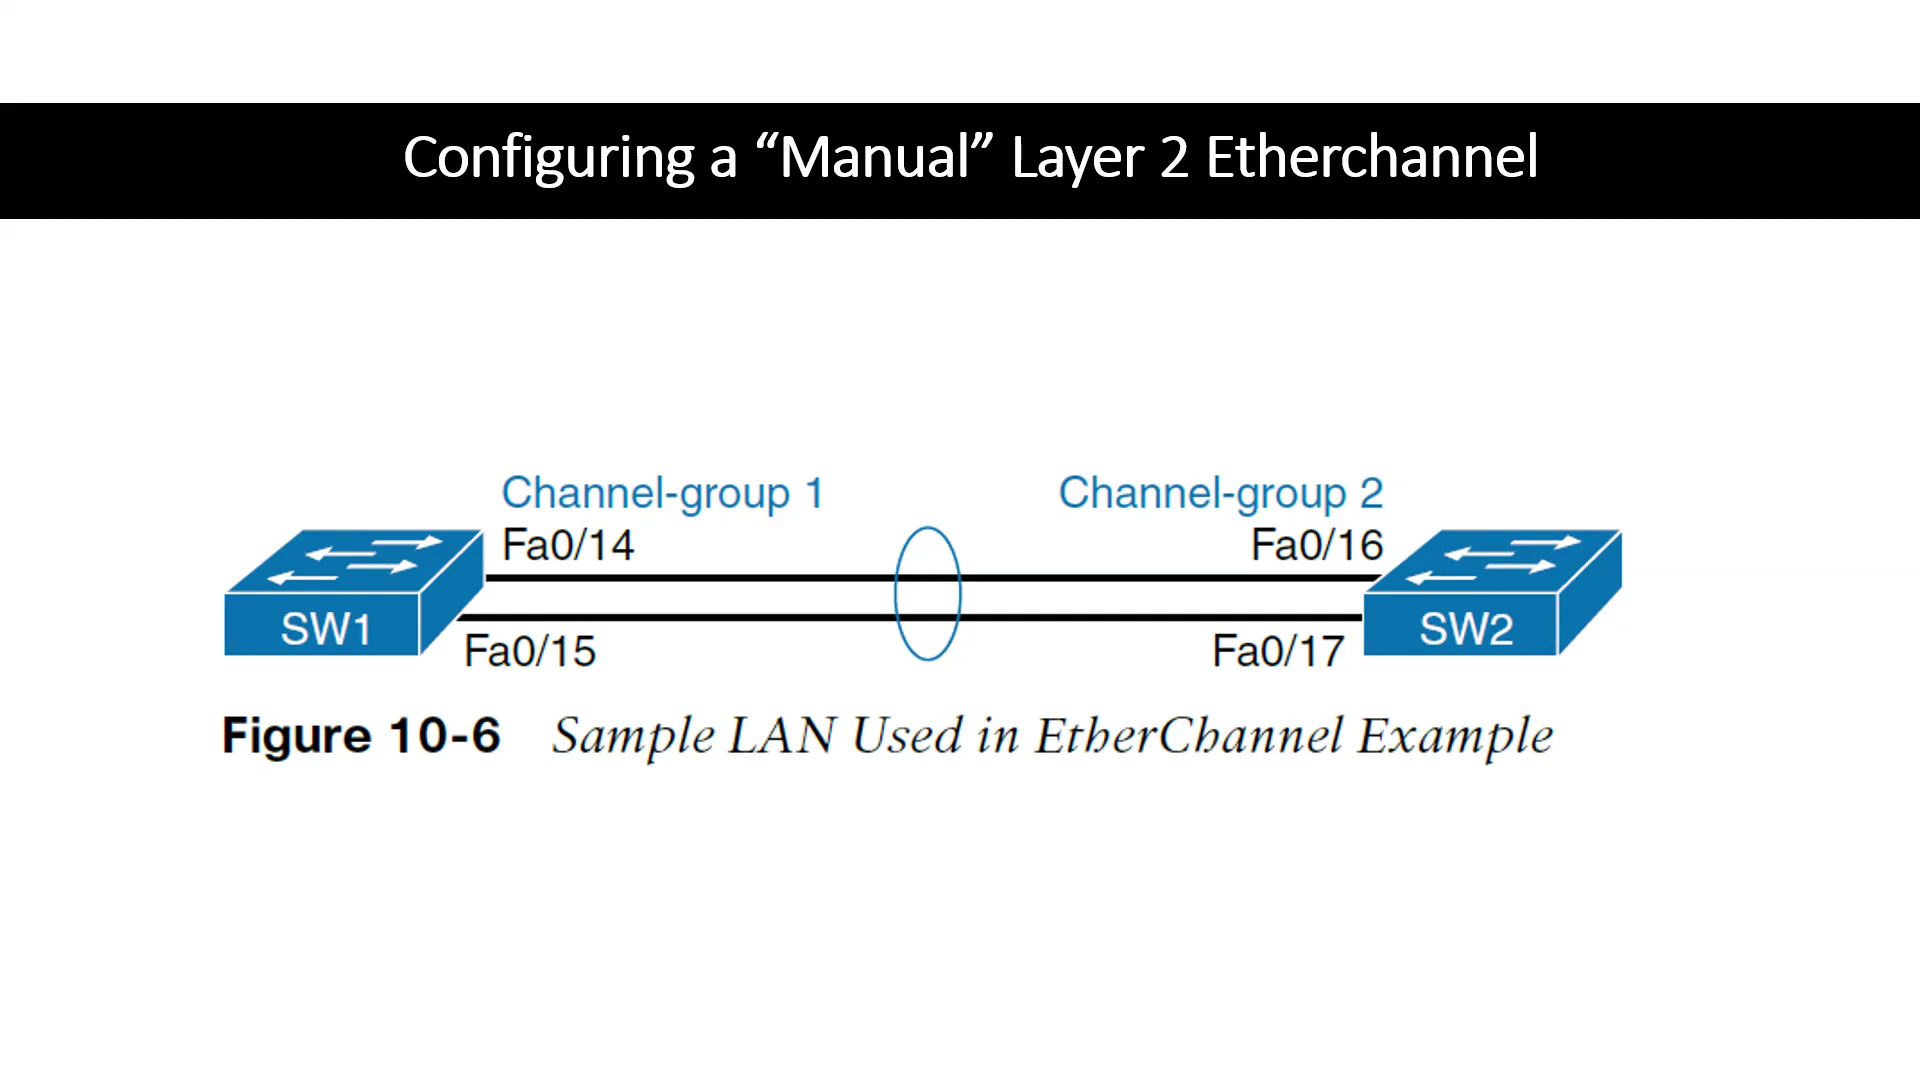 Configuring a “Manual” Layer 2 Etherchannel
Channel-group 1
Channel-group 2
Fa0/14
Fa0/16
SW1
SW2
Fa0/15
Fa0/17
Figure 10-6 Sample LAN Used in EtherChannel Example